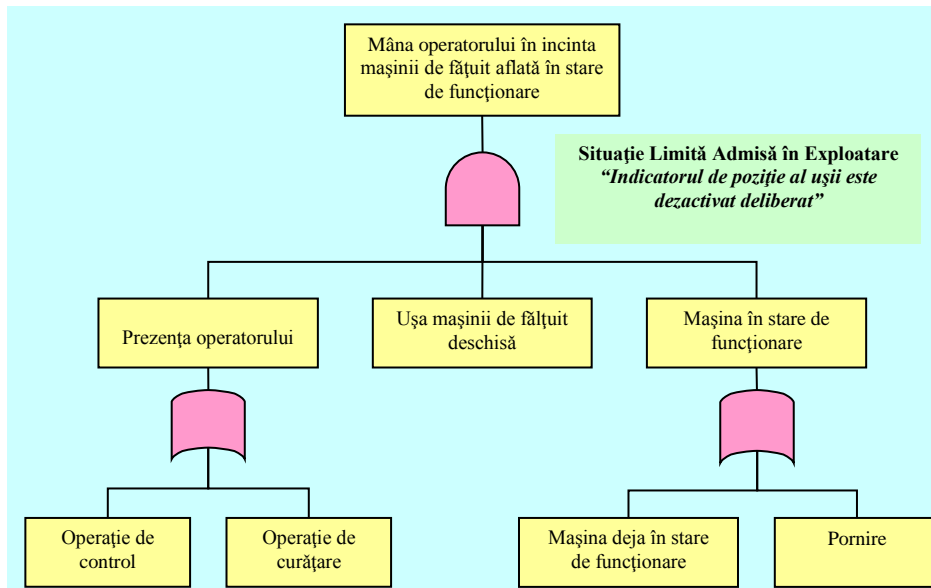 Mâna operatorului în incinta
maşinii de făţuit aflată în stare
de funcţionare
Situaţie Limită Admisă în Exploatare
“Indicatorul de poziţie al uşii este
dezactivat deliberat”
Prezenţa operatorului
Uşa maşinii de fălţuit
deschisă
Maşina în stare de
funcţionare
Operaţie de
control
Operaţie de
curăţare
Maşina deja în stare
de funcţionare
Pornire